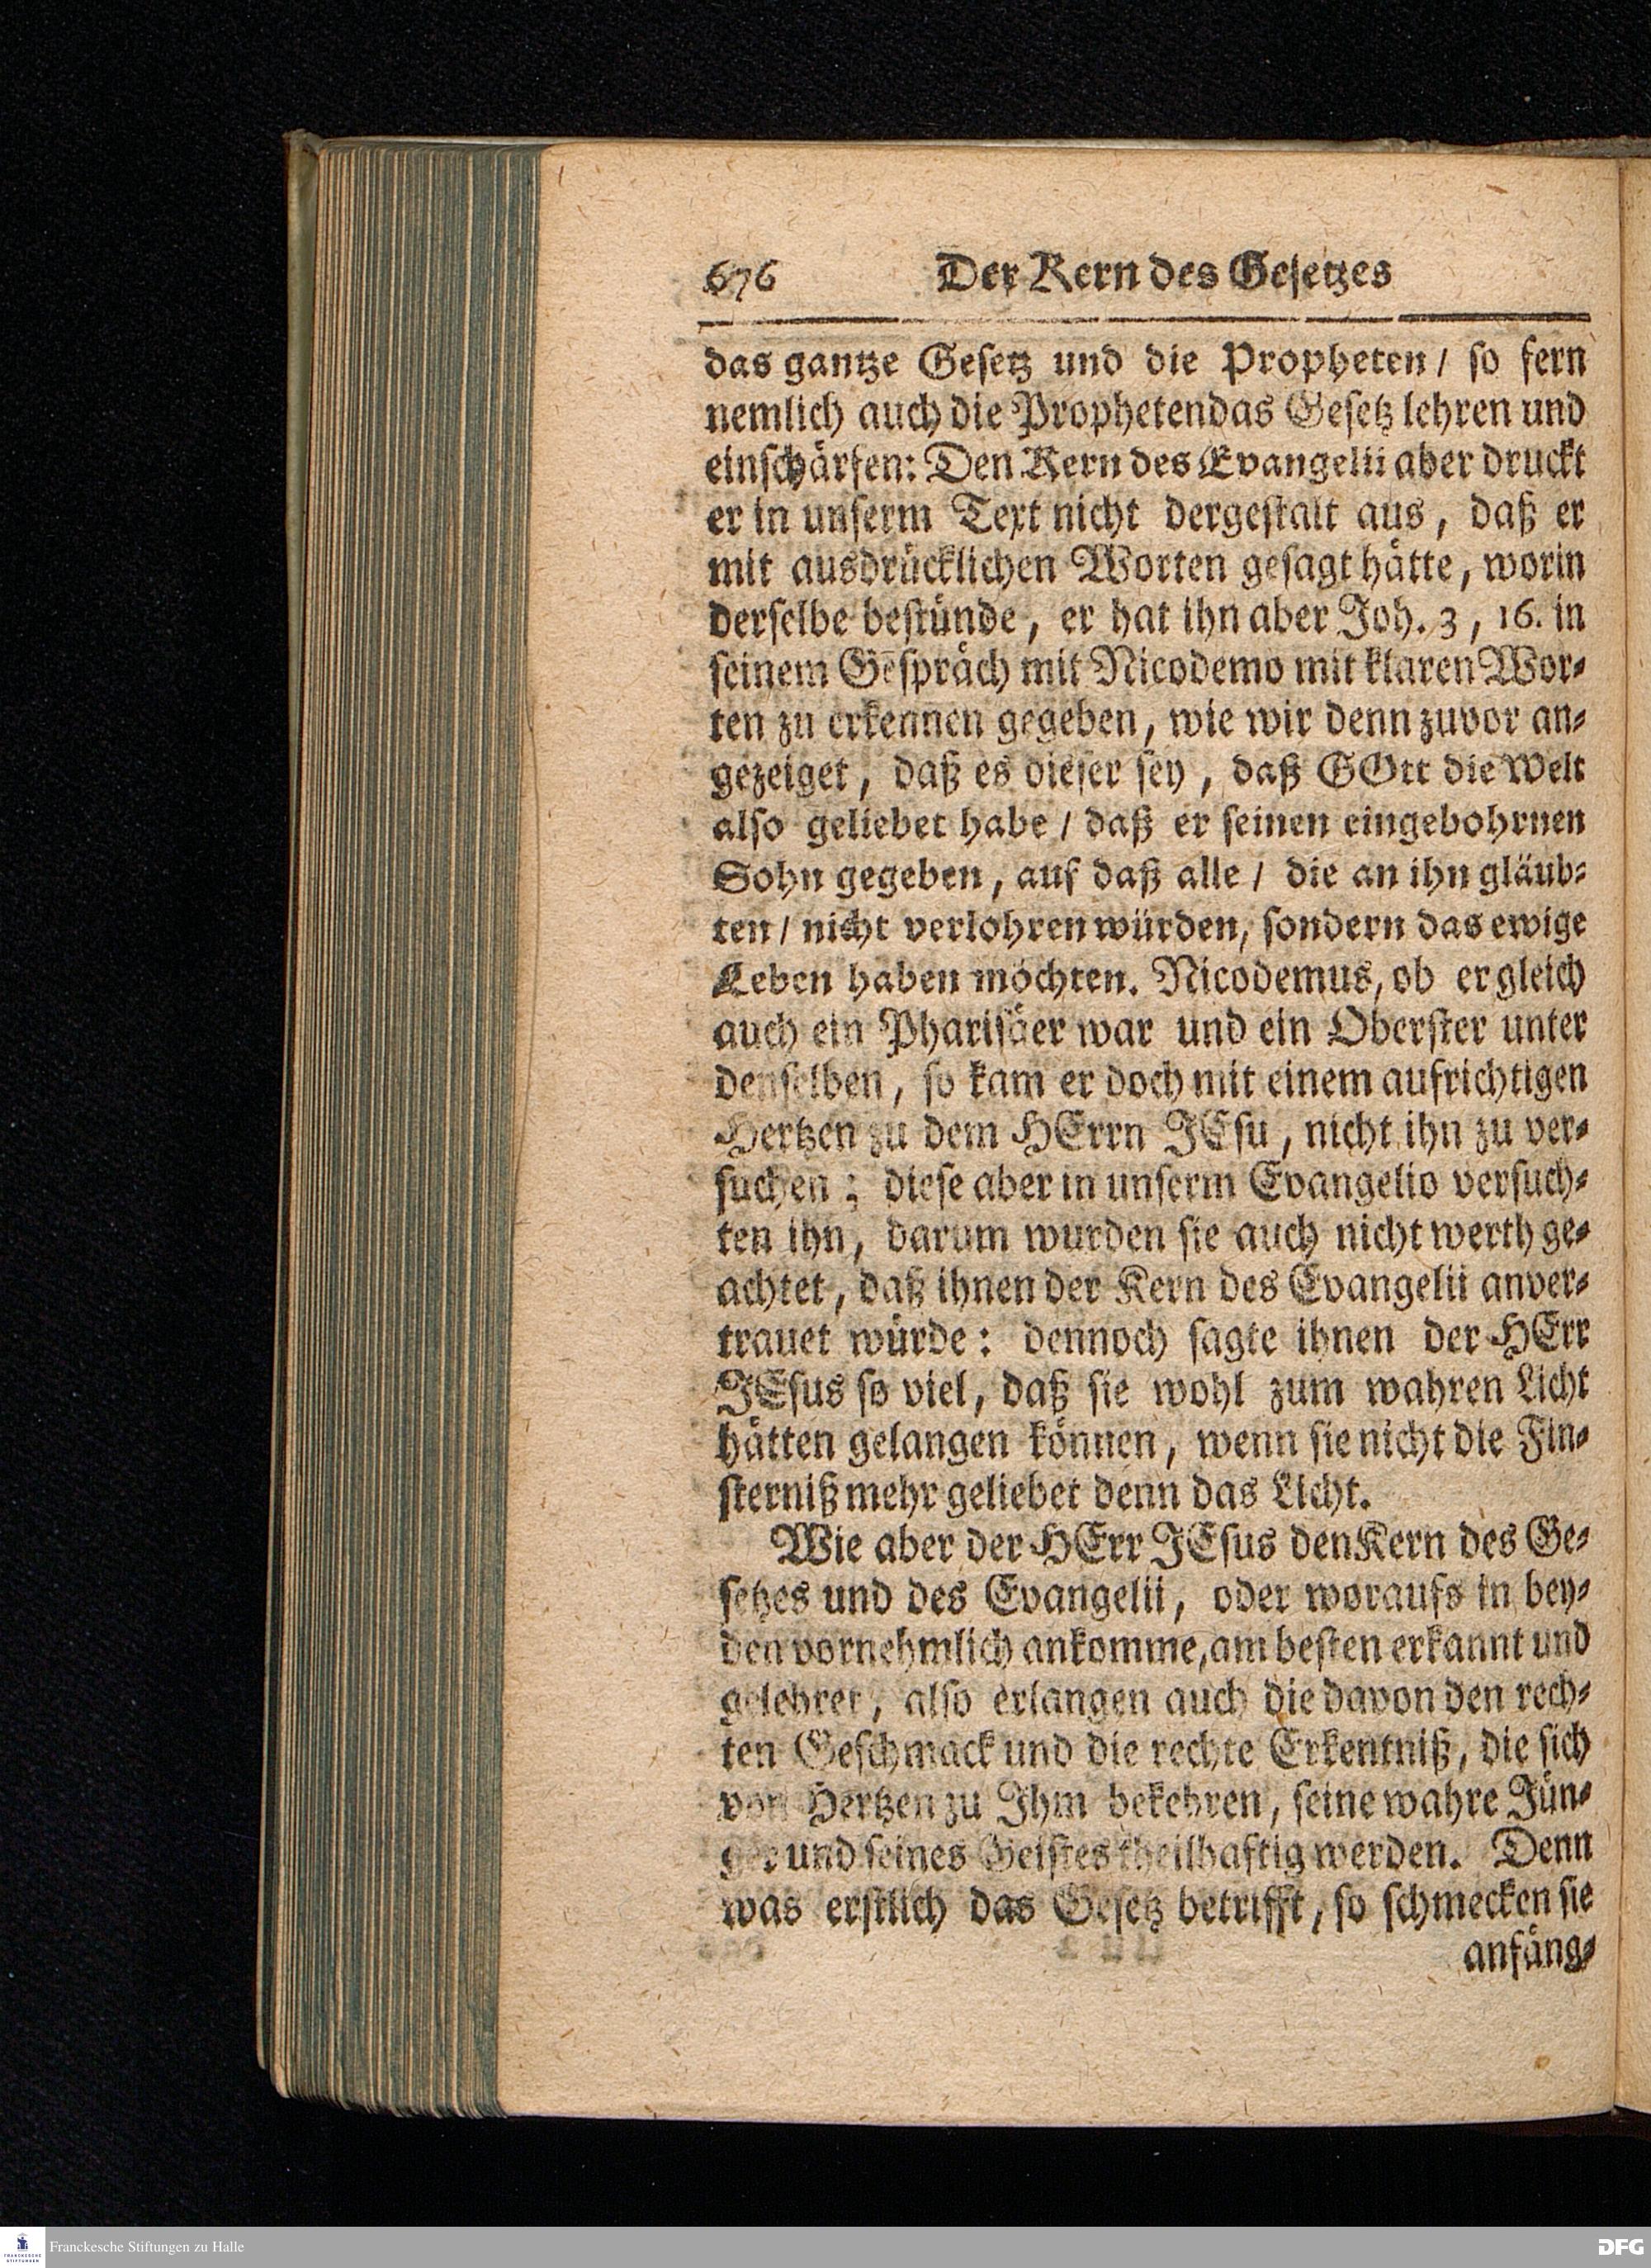 676 Der Kern des Gesetzes
das gantze Gesetz und die Propheten / so fern
nemlich auch die Prophetendas Gesetz lehren und
einschärfen: Den Kern des Evangelii aber druckt
er in unserm Text nicht dergestalt aus, daß er
mit ausdrücklichen Worten gesagt hätte, worin
derselbe bestünde, er hat ihn aber Joh. 3, 16. in
seinem Gespräch mit Nicodemo mit klaren Wor-
ten zu erkennen gegeben, wie wir denn zuvor an-
gezeiget, daß es dieser sey, daß GOtt die Welt
also geliebet habe / daß er seinen eingebohrnen
Sohn gegeben, auf daß alle / die an ihn gläub-
ten / nicht verlohren würden, sondern das ewige
Leben haben möchten. Nicodemus, ob er gleich
auch ein Pharisäer war und ein Oberster unter
denselben, so kam er doch mit einem aufrichtigen
Hertzen zu dem HErrn JEsu, nicht ihn zu ver-
suchen; diese aber in unserm Evangelio versuch-
ten ihn, darum wurden sie auch nicht werth ge-
achtet, daß ihnen der Kern des Evangelii anver-
trauet würde: dennoch sagte ihnen der HErr
JEsus so viel, daß sie wohl zum wahren Licht
hätten gelangen können, wenn sie nicht die Fin-
sterniß mehr geliebet denn das Licht.
Wie aber der HErr JEsus denKern des Ge-
setzes und des Evangelii, oder woraufs in bey-
den vornehmlich ankomme, am besten erkannt und
gelehret, also erlangen auch die davon den rech-
ten Geschmack und die rechte Erkentniß, die sich
von Hertzen zu Ihm bekehren, seine wahre Jün-
ger und seines Geistes theilhaftig werden. Denn
was erstlich das Gesetz betrifft, so schmecken sie
anfäng-
Franckesche Stiftungen zu Halle
DFG